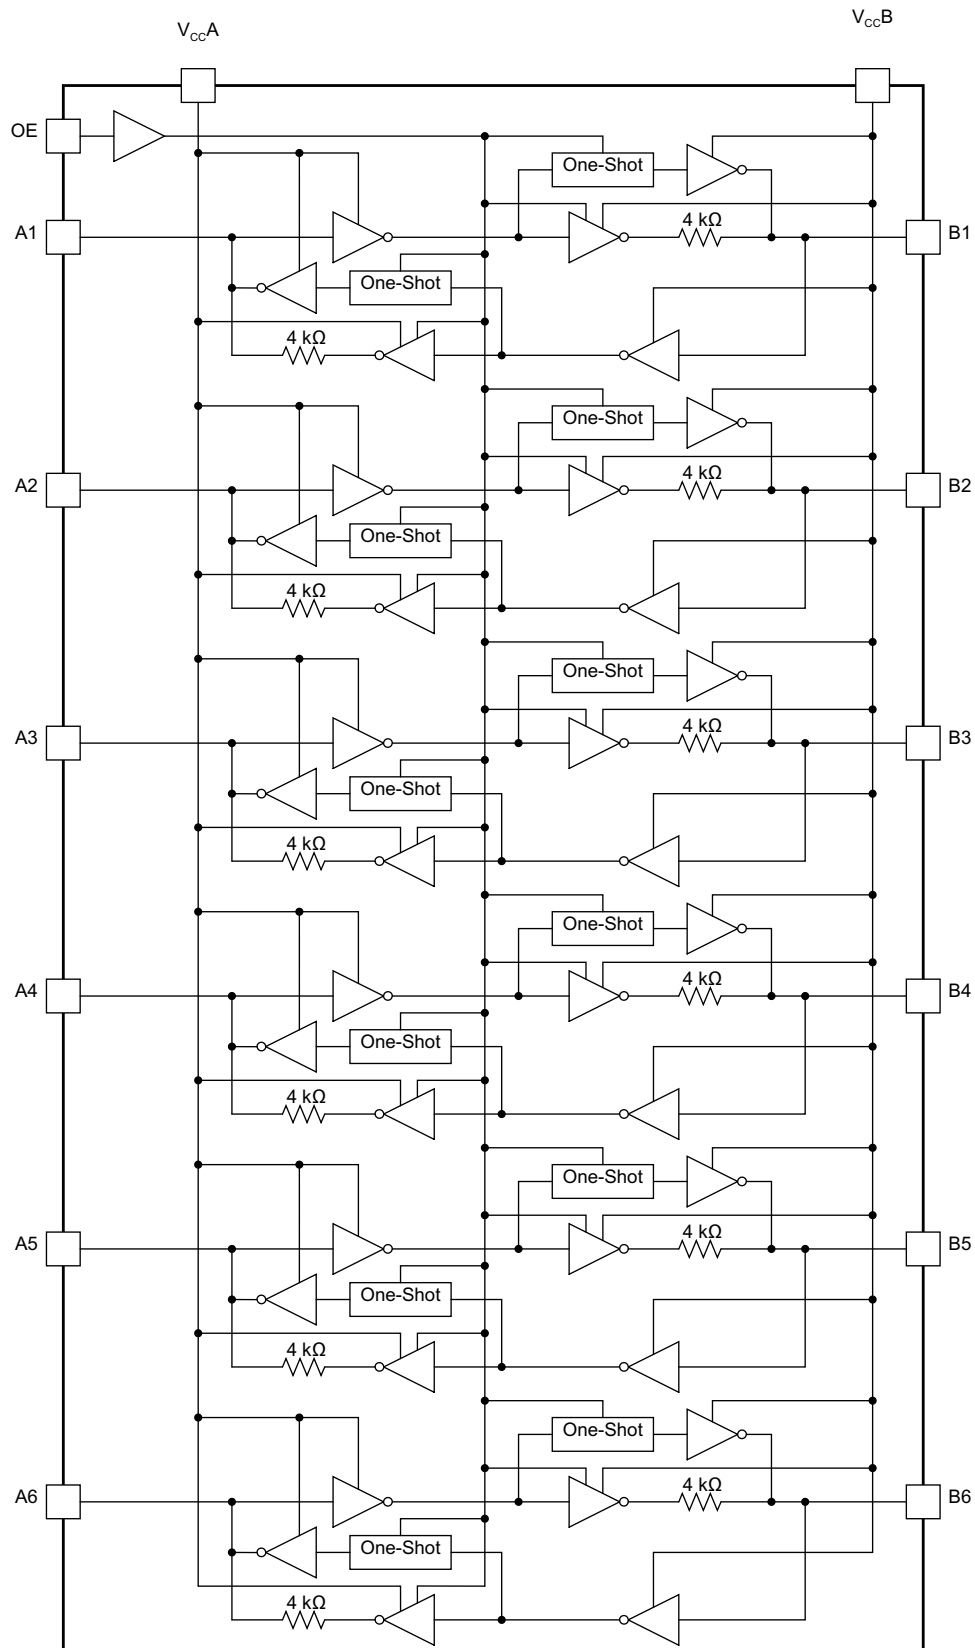 V_CC A
V_CC B
OE
One-Shot
4 kΩ
A1
B1
One-Shot
4 kΩ
One-Shot
4 kΩ
A2
B2
One-Shot
4 kΩ
One-Shot
4 kΩ
A3
B3
One-Shot
4 kΩ
One-Shot
4 kΩ
A4
B4
One-Shot
4 kΩ
One-Shot
4 kΩ
A5
B5
One-Shot
4 kΩ
One-Shot
4 kΩ
A6
B6
One-Shot
4 kΩ